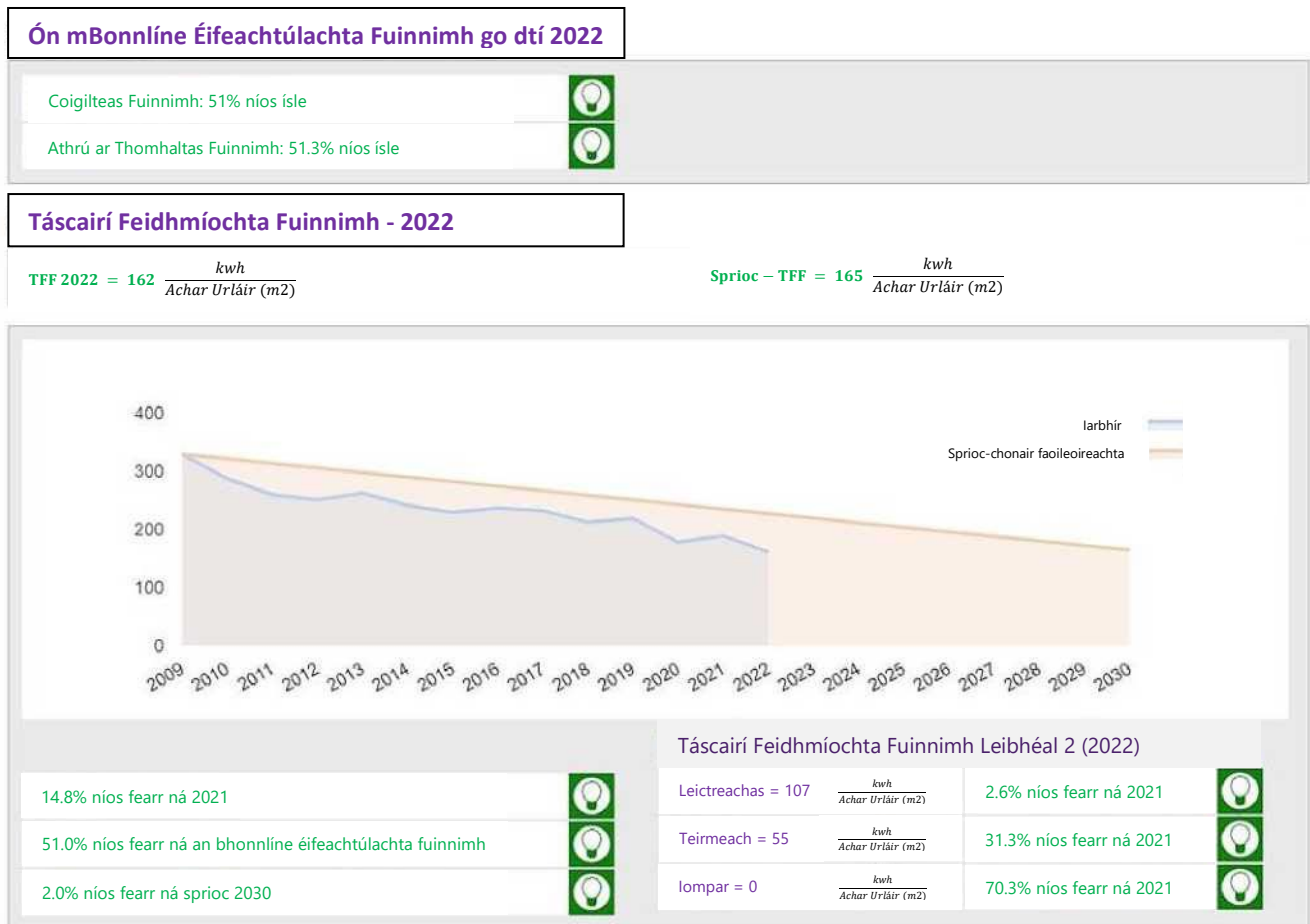 Ón mBonnlíne Éifeachtúlachta Fuinnimh go dtí 2022
Coigilteas Fuinnimh: 51% níos ísle
Athrú ar Thomhaltas Fuinnimh: 51.3% níos ísle
Táscairí Feidhmíochta Fuinnimh - 2022
TFF 2022 = 162 kwh / Achar Urláir (m2)
Sprioc – TFF = 165 kwh / Achar Urláir (m2)
400
300
200
100
0
Iarbhír
Sprioc-chonair faoileoireachta
2009 2010 2011 2012 2013 2014 2015 2016 2017 2018 2019 2020 2021 2022 2023 2024 2025 2026 2027 2028 2029 2030
14.8% níos fearr ná 2021
51.0% níos fearr ná an bhonnlíne éifeachtúlachta fuinnimh
2.0% níos fearr ná sprioc 2030
Táscairí Feidhmíochta Fuinnimh Leibhéal 2 (2022)
Leictreachas = 107 kwh / Achar Urláir (m2) 2.6% níos fearr ná 2021
Teirmeach = 55 kwh / Achar Urláir (m2) 31.3% níos fearr ná 2021
Iompar = 0 kwh / Achar Urláir (m2) 70.3% níos fearr ná 2021